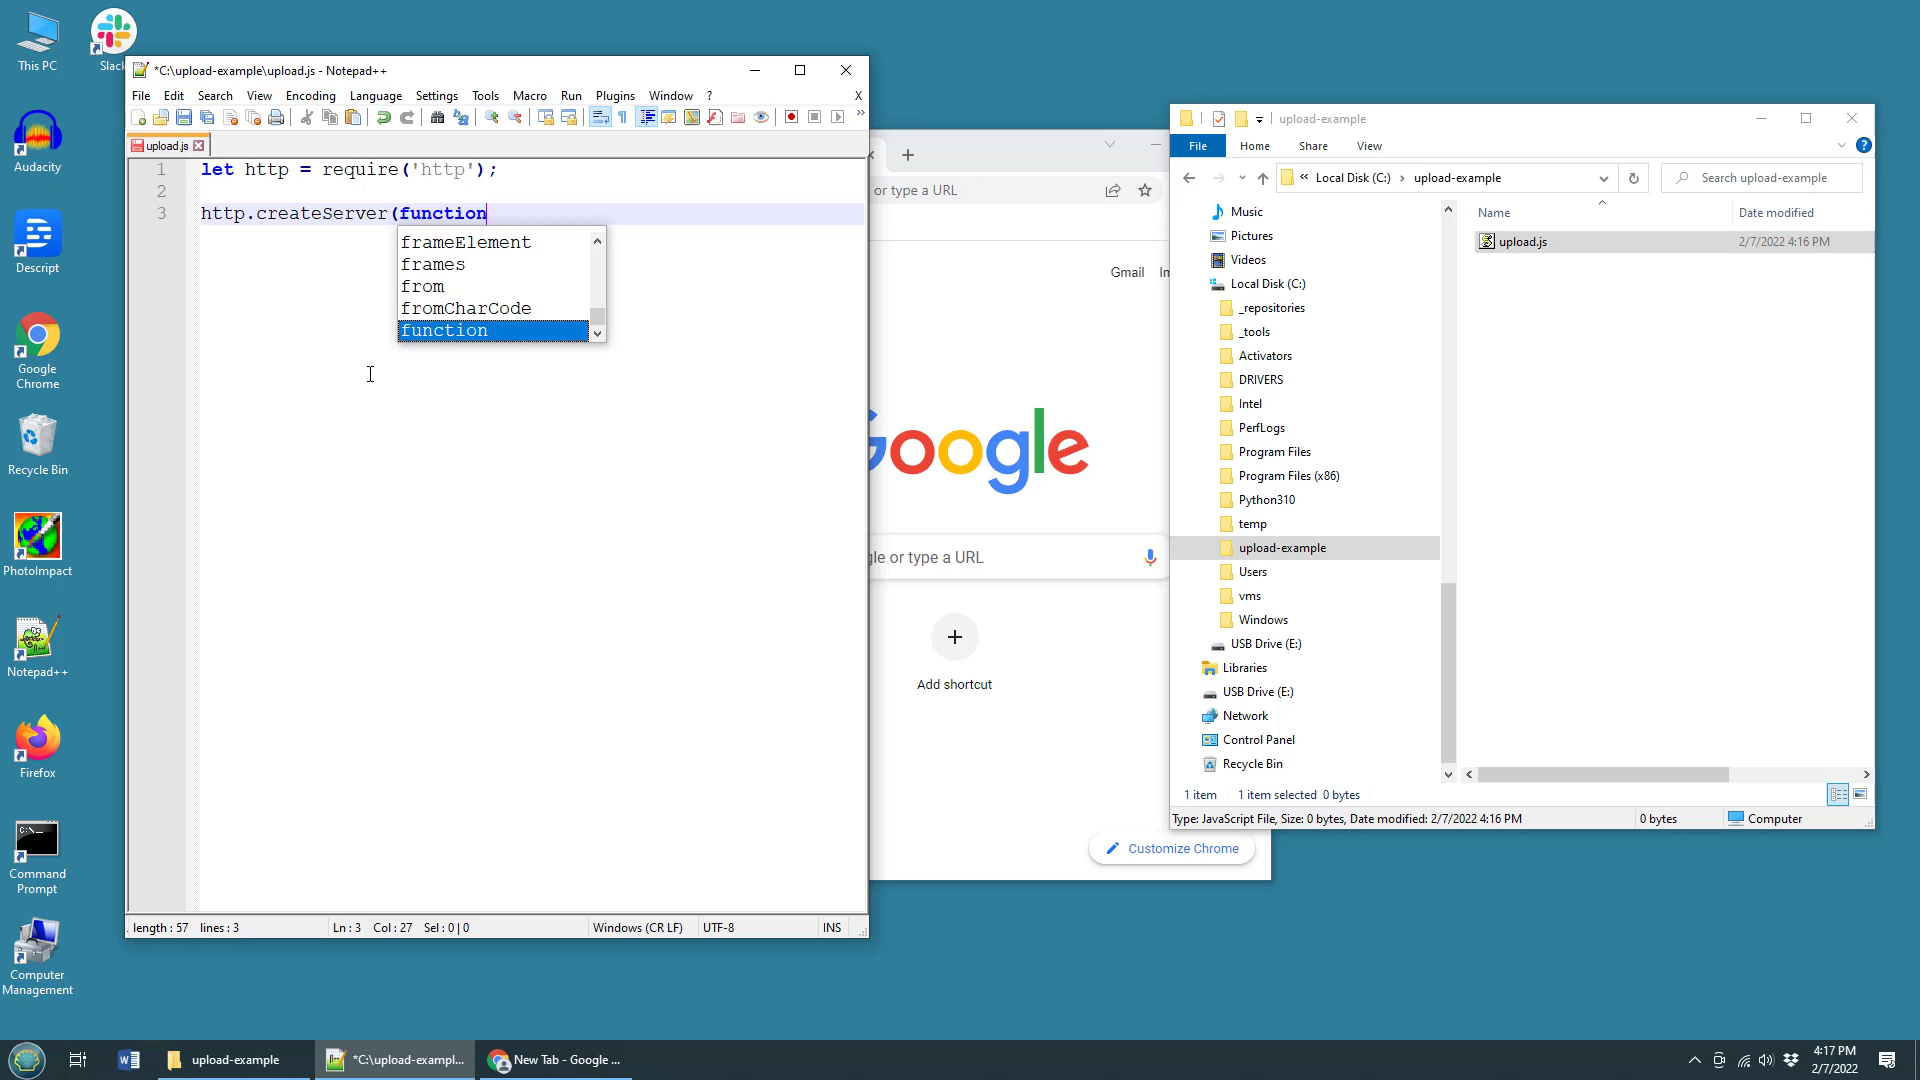 This PC
Slack
Audacity
Descript
Google
Chrome
Recycle Bin
PhotoImpact
Notepad++
Firefox
Command
Prompt
Computer
Management
*C:\upload-example\upload.js - Notepad++
File Edit Search View Encoding Language Settings Tools Macro Run Plugins Window ? X
upload.js
1 let http = require('http');
2
3 http.createServer(function
frameElement
frames
from
fromCharCode
function
length : 57 lines : 3 Ln : 3 Col : 27 Sel : 0 | 0 Windows (CR LF) UTF-8 INS
or type a URL
Gmail
Google
gle or type a URL
Add shortcut
Customize Chrome
upload-example
File Home Share View
Local Disk (C:) upload-example
Search upload-example
Music
Pictures
Videos
Local Disk (C:)
_repositories
_tools
Activators
DRIVERS
Intel
PerfLogs
Program Files
Program Files (x86)
Python310
temp
upload-example
Users
vms
Windows
USB Drive (E:)
Libraries
USB Drive (E:)
Network
Control Panel
Recycle Bin
Name Date modified
upload.js 2/7/2022 4:16 PM
1 item 1 item selected 0 bytes
Type: JavaScript File, Size: 0 bytes, Date modified: 2/7/2022 4:16 PM 0 bytes Computer
upload-example
*C:\upload-exampl...
New Tab - Google ...
4:17 PM
2/7/2022